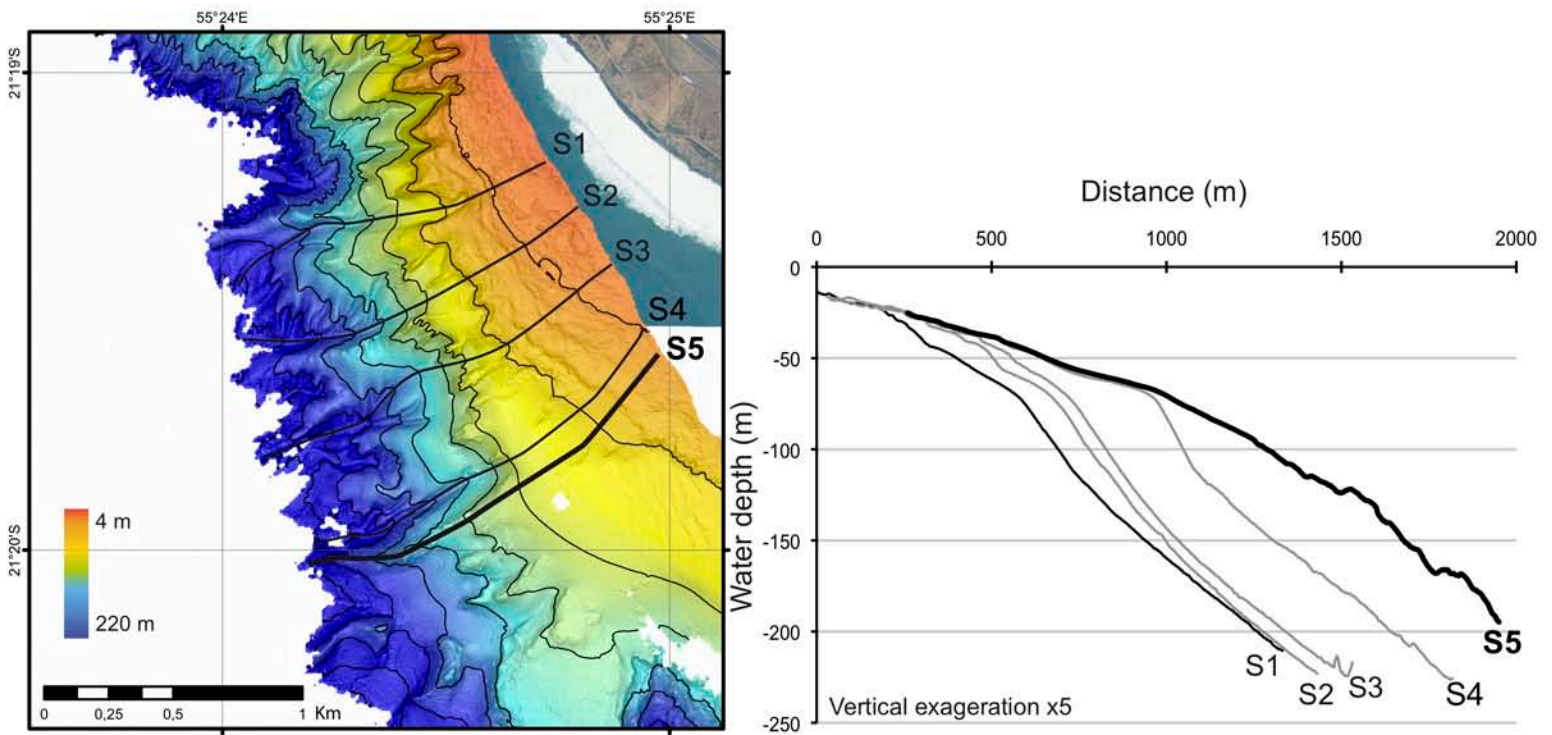 55°24'E
55°25'E
21°19'S
21°20'S
S1
S2
S3
S4
S5
4 m
220 m
0 0,25 0,5 1 Km
Distance (m)
0 500 1000 1500 2000
Water depth (m)
0
-50
-100
-150
-200
-250
S1
S2
S3
S4
S5
Vertical exageration x5